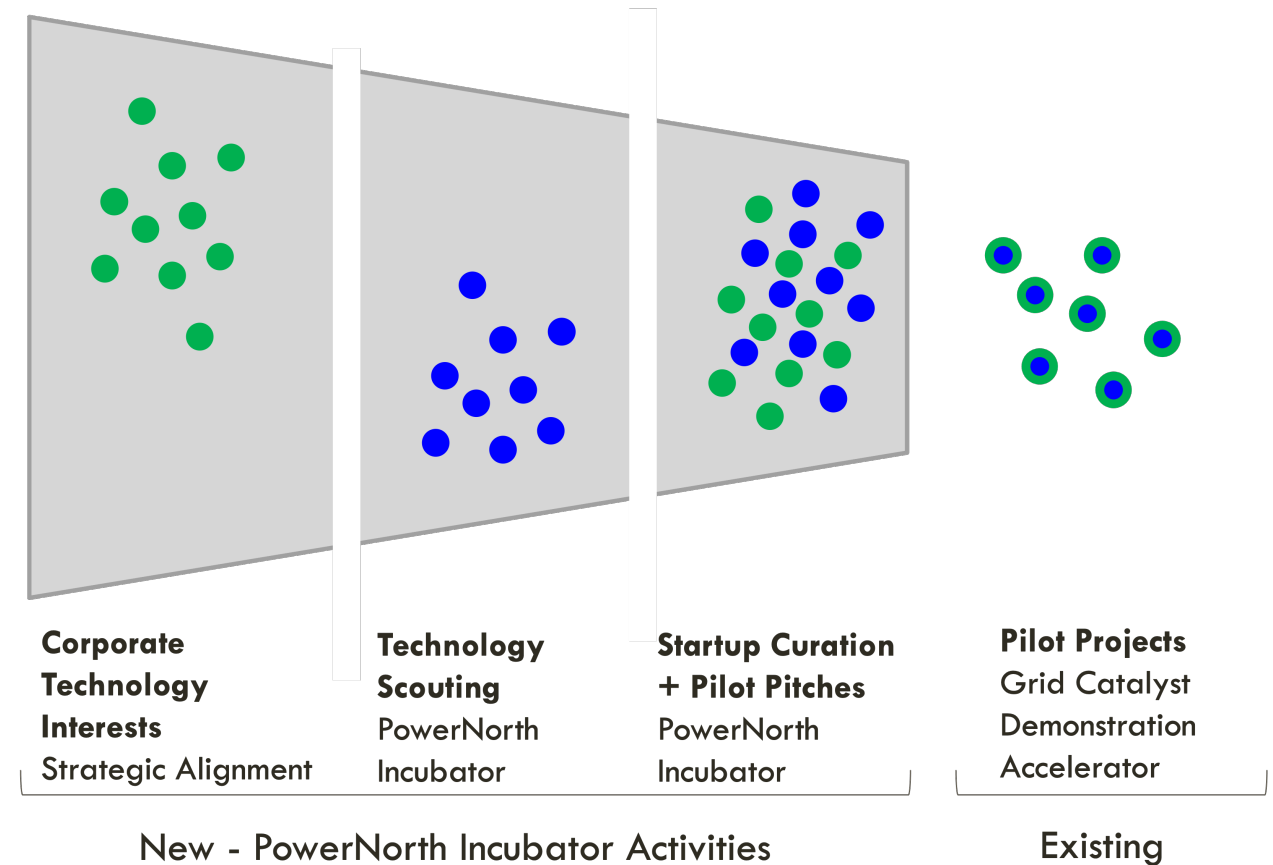 Corporate
Technology
Interests
Strategic Alignment
Technology
Scouting
PowerNorth
Incubator
Startup Curation
+ Pilot Pitches
PowerNorth
Incubator
Pilot Projects
Grid Catalyst
Demonstration
Accelerator
New - PowerNorth Incubator Activities
Existing